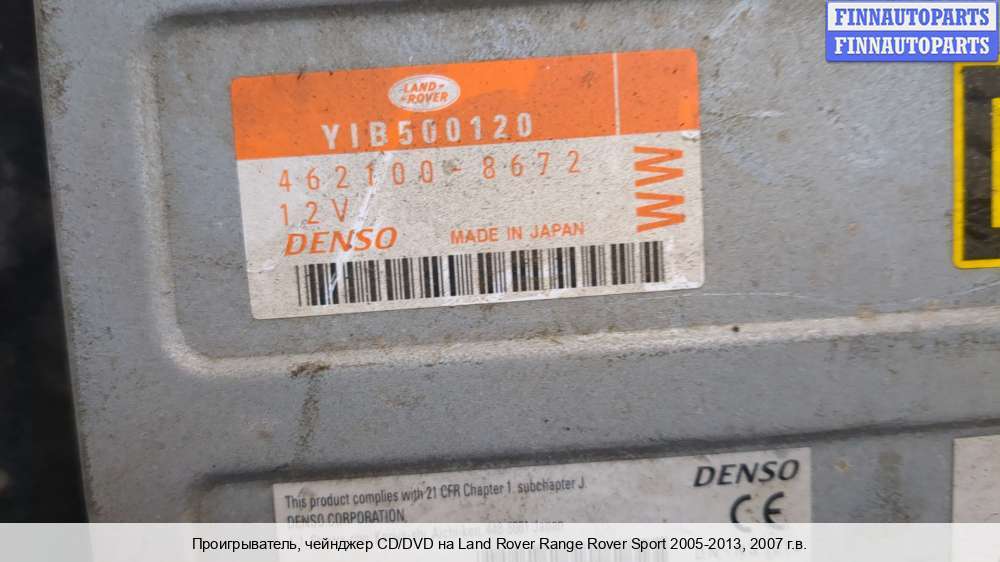 FINNAUTOPARTS
FINNAUTOPARTS
LAND ROVER
YIB500120
462100-8672
12V
WW
DENSO MADE IN JAPAN
DENSO
This product complies with 21 CFR Chapter 1. subchapter J.
DENSO CORPORATION
CE
Проигрыватель, чейнджер CD/DVD на Land Rover Range Rover Sport 2005-2013, 2007 г.в.